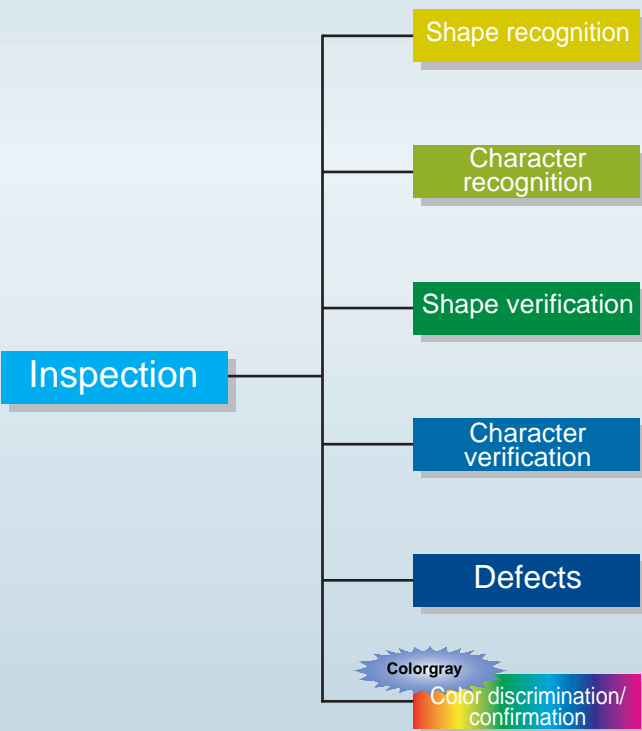 Shape recognition
Character
recognition
Shape verification
Inspection
Character
verification
Defects
Colorgray
Color discrimination/
confirmation